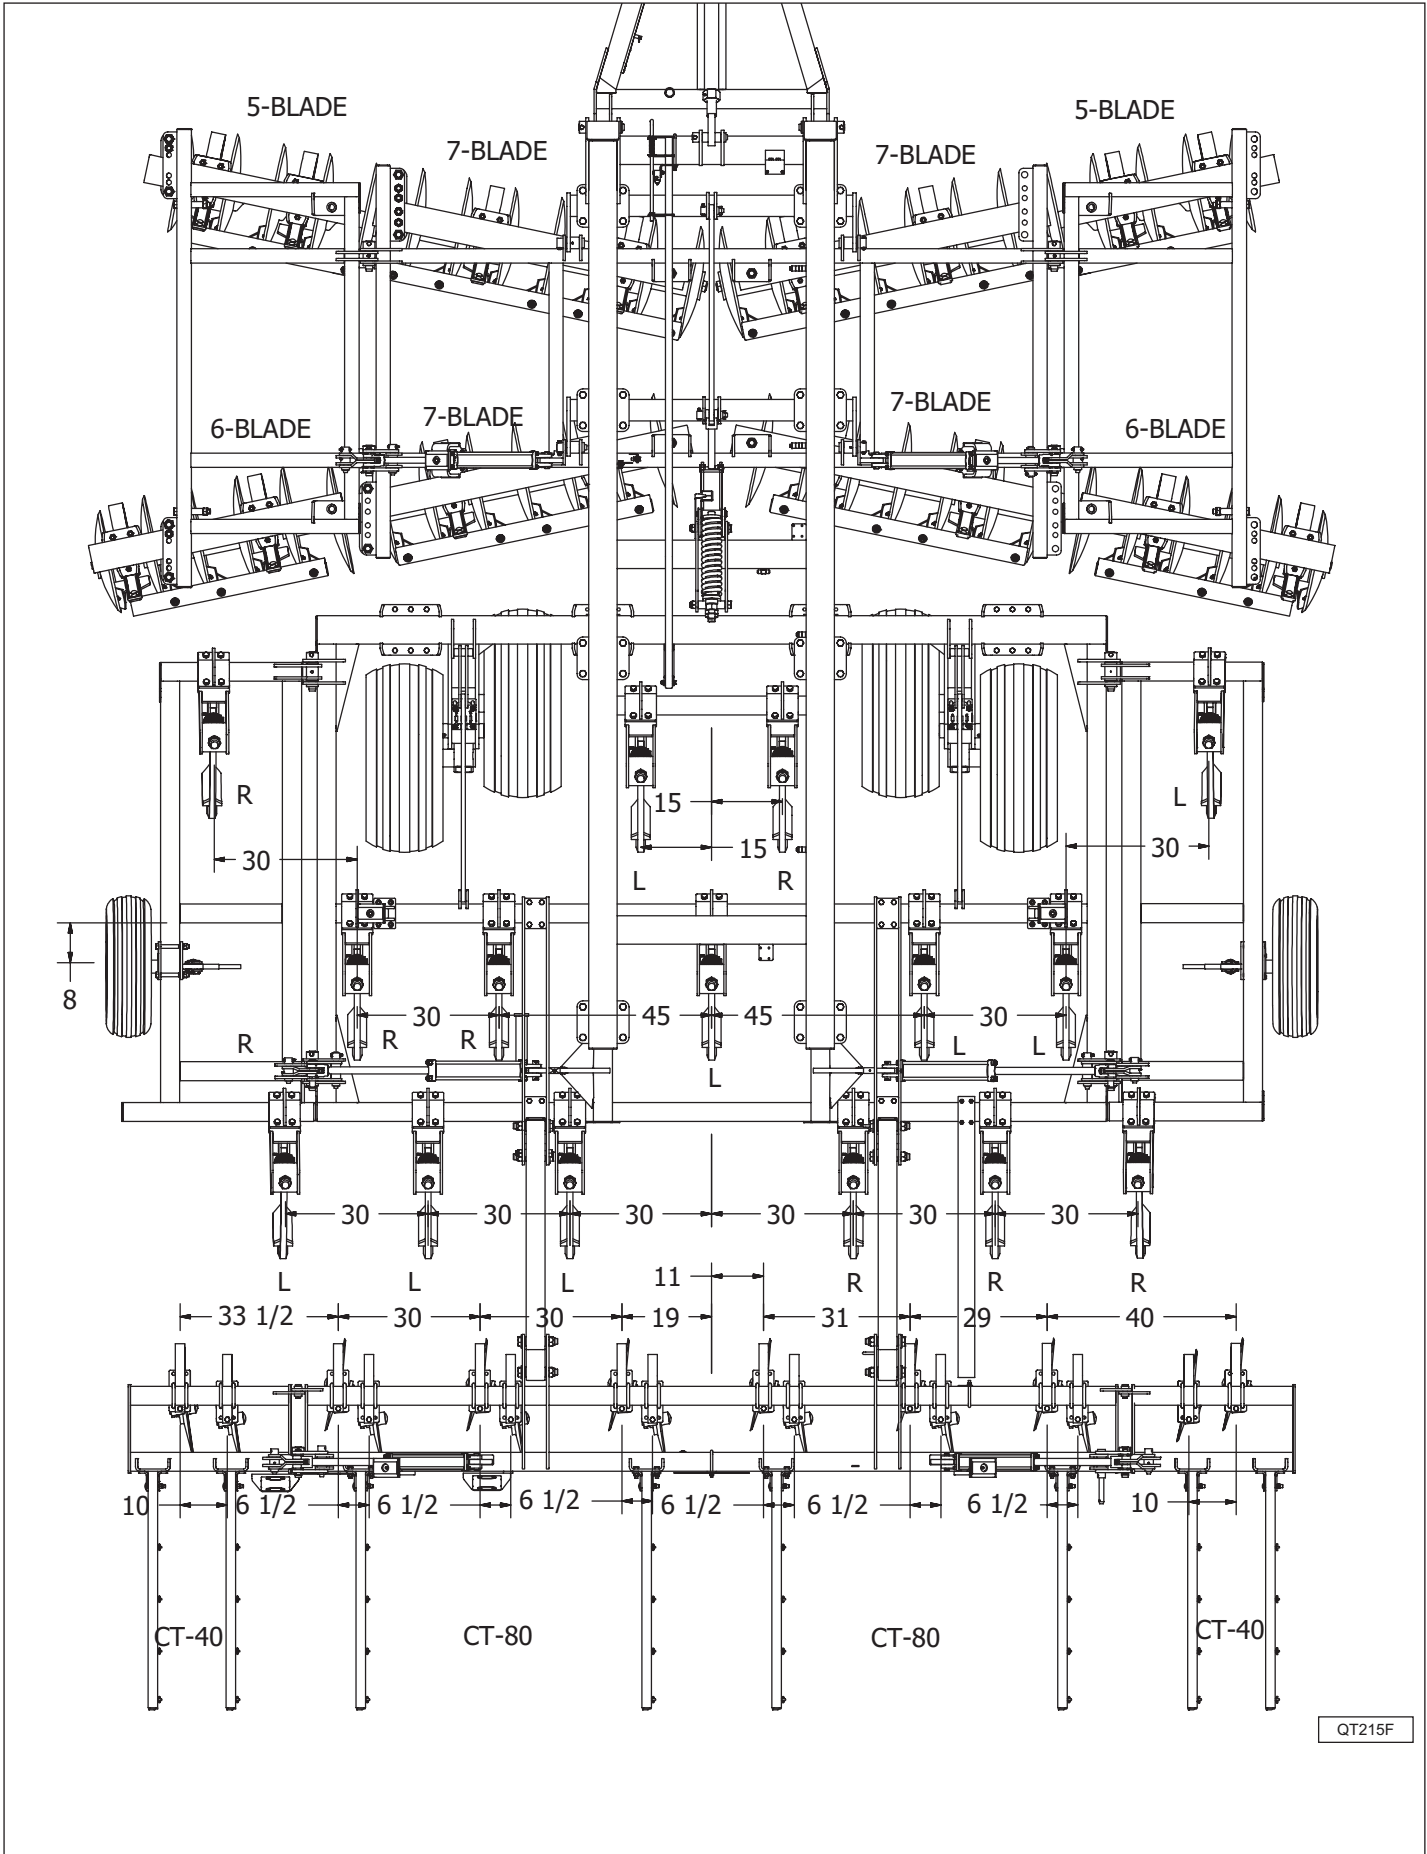 5-BLADE 5-BLADE
7-BLADE 7-BLADE
7-BLADE 7-BLADE
6-BLADE 6-BLADE
R L
15
30 15 30
L R
8
30 45 45 30
R R R L L
L
30 30 30 30 30 30
L L L R R R
11
33 1/2 30 30 19 31 29 40
10 6 1/2 6 1/2 6 1/2 6 1/2 6 1/2 6 1/2 10
CT-40 CT-80 CT-80 CT-40
QT215F